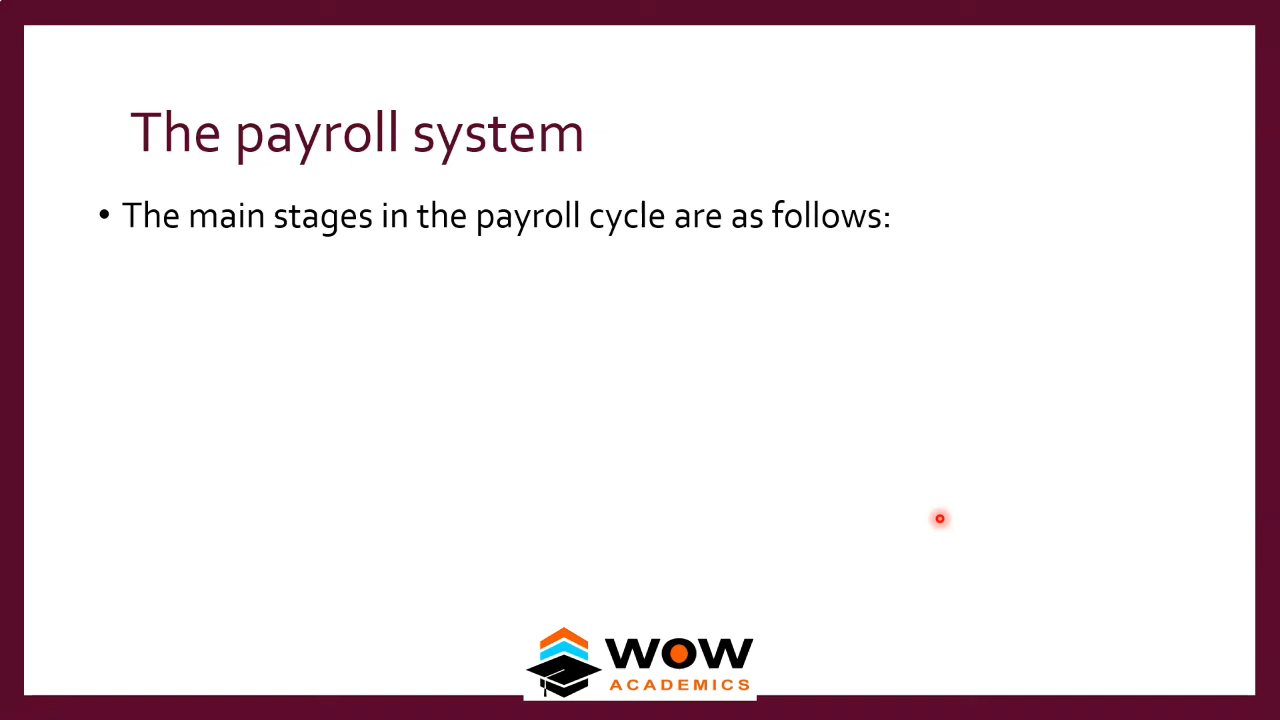 The payroll system
• The main stages in the payroll cycle are as follows:
WOW
ACADEMICS